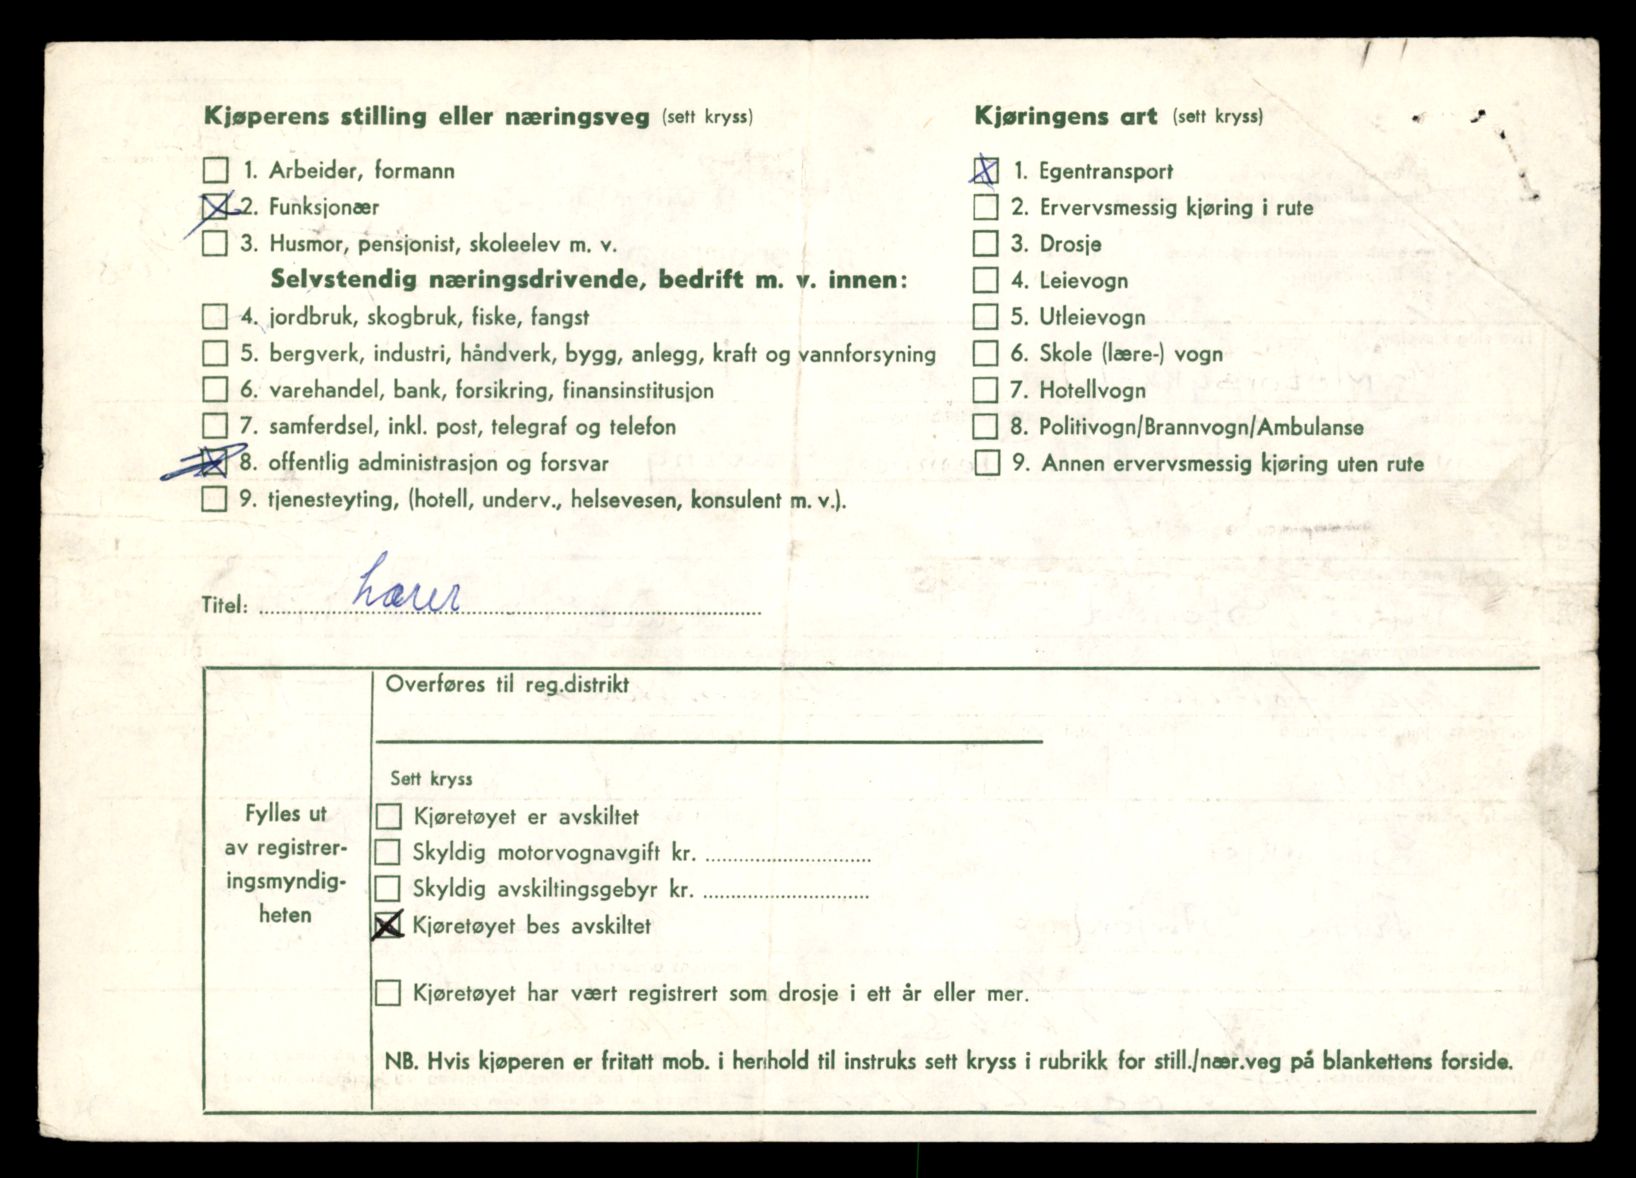 Kjøperens stilling eller næringsveg (sett kryss)
1. Arbeider, formann
2. Funksjonær
3. Husmor, pensjonist, skoleelev m. v.
Selvstendig næringsdrivende, bedrift m. v. innen:
4. jordbruk, skogbruk, fiske, fangst
5. bergverk, industri, håndverk, bygg, anlegg, kraft og vannforsyning
6. varehandel, bank, forsikring, finansinstitusjon
7. samferdsel, inkl. post, telegraf og telefon
8. offentlig administrasjon og forsvar
9. tjenesteyting, (hotell, underv., helsevesen, konsulent m. v.).
Titel: Lærer
Kjøringens art (sett kryss)
1. Egentransport
2. Ervervsmessig kjøring i rute
3. Drosje
4. Leievogn
5. Utleievogn
6. Skole (lære-) vogn
7. Hotellvogn
8. Politivogn/Brannvogn/Ambulanse
9. Annen ervervsmessig kjøring uten rute
Fylles ut
av registrer-
ingsmyndig-
heten
Overføres til reg.distrikt
Sett kryss
Kjøretøyet er avskiltet
Skyldig motorvognavgift kr.
Skyldig avskiltingsgebyr kr.
Kjøretøyet bes avskiltet
Kjøretøyet har vært registrert som drosje i ett år eller mer.
NB. Hvis kjøperen er fritatt mob. i henhold til instruks sett kryss i rubrikk for still./nær.veg på blankettens forside.